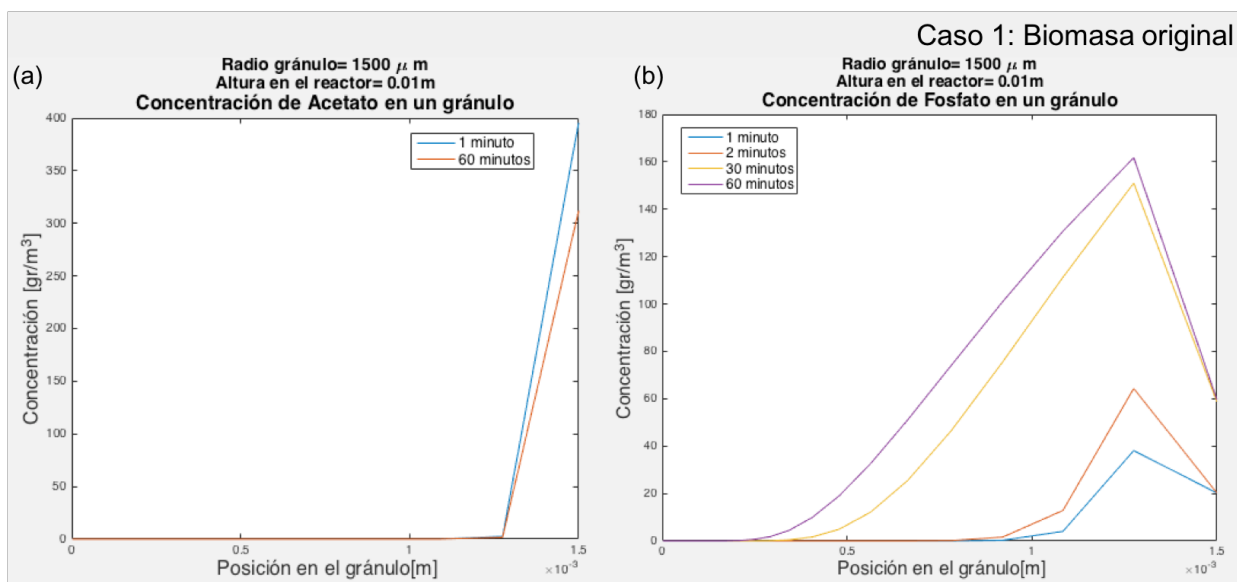 Caso 1: Biomasa original
(a)
Radio gránulo= 1500 μ m
Altura en el reactor= 0.01m
Concentración de Acetato en un gránulo
400
350
300
250
200
150
100
50
0
Concentración [gr/m³]
1 minuto
60 minutos
0
0.5
1
1.5
×10⁻³
Posición en el gránulo[m]
(b)
Radio gránulo= 1500 μ m
Altura en el reactor= 0.01m
Concentración de Fosfato en un gránulo
180
160
140
120
100
80
60
40
20
0
Concentración [gr/m³]
1 minuto
2 minutos
30 minutos
60 minutos
0
0.5
1
1.5
×10⁻³
Posición en el gránulo[m]